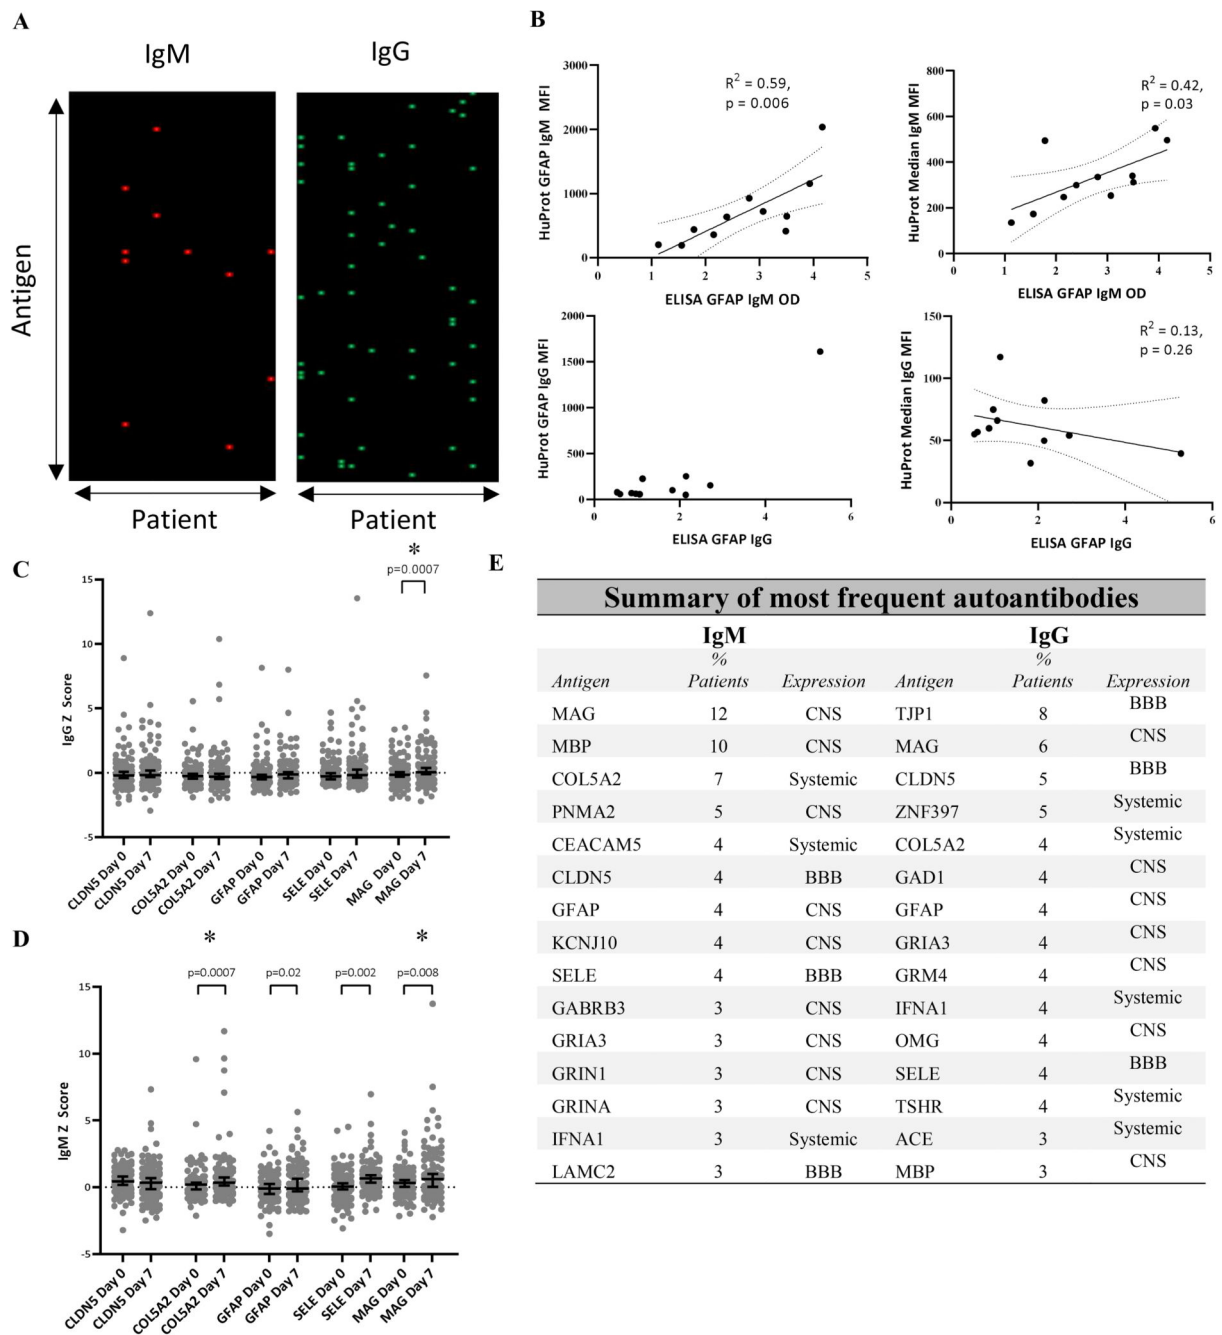 A
IgM
IgG
Antigen
Patient
Patient
B
3000
2000
1000
0
HuProt GFAP IgM MFI
R² = 0.59,
p = 0.006
0 1 2 3 4 5
ELISA GFAP IgM OD
800
600
400
200
0
HuProt Median IgM MFI
R² = 0.42,
p = 0.03
0 1 2 3 4 5
ELISA GFAP IgM OD
2000
1500
1000
500
0
HuProt GFAP IgG MFI
0 2 4 6
ELISA GFAP IgG
150
100
50
0
HuProt Median IgG MFI
R² = 0.13,
p = 0.26
0 2 4 6
ELISA GFAP IgG
C
*
p=0.0007
15
10
5
0
-5
IgG Z Score
CLDN5 Day 0
CLDN5 Day 7
COL5A2 Day 0
COL5A2 Day 7
GFAP Day 0
GFAP Day 7
SELE Day 0
SELE Day 7
MAG Day 0
MAG Day 7
D
* *
p=0.0007 p=0.02 p=0.002 p=0.008
15
10
5
0
-5
IgM Z Score
CLDN5 Day 0
CLDN5 Day 7
COL5A2 Day 0
COL5A2 Day 7
GFAP Day 0
GFAP Day 7
SELE Day 0
SELE Day 7
MAG Day 0
MAG Day 7
E
Summary of most frequent autoantibodies
IgM IgG
% %
Antigen Patients Expression Antigen Patients Expression
MAG 12 CNS TJP1 8 BBB
MBP 10 CNS MAG 6 CNS
COL5A2 7 Systemic CLDN5 5 BBB
PNMA2 5 CNS ZNF397 5 Systemic
CEACAM5 4 Systemic COL5A2 4 Systemic
CLDN5 4 BBB GAD1 4 CNS
GFAP 4 CNS GFAP 4 CNS
KCNJ10 4 CNS GRIA3 4 CNS
SELE 4 BBB GRM4 4 CNS
GABRB3 3 CNS IFNA1 4 Systemic
GRIA3 3 CNS OMG 4 CNS
GRIN1 3 CNS SELE 4 BBB
GRINA 3 CNS TSHR 4 Systemic
IFNA1 3 Systemic ACE 3 Systemic
LAMC2 3 BBB MBP 3 CNS